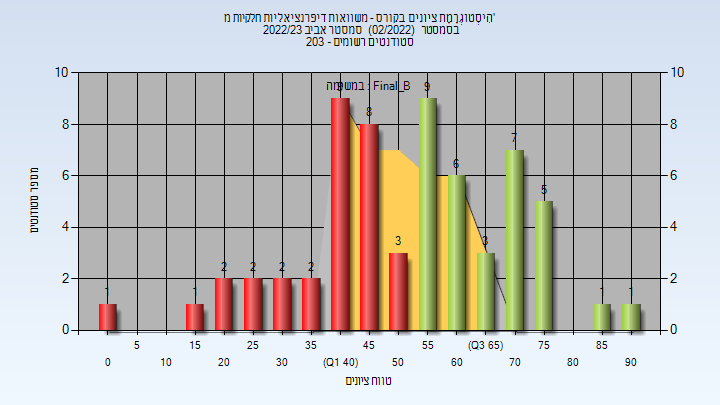 היסטוגרמת ציונים בקורס - משוואות דיפרנציאליות חלקיות מ'
בסמסטר (02/2022) סמסטר אביב 2022/23
סטודנטים רשומים - 203
במשימה : Final_B
מספר סטודנטים
10 8 6 4 2 0
1 1 2 2 2 2 9 8 3 9 6 3 7 5 1 1
10 8 6 4 2 0
5 15 25 35 45 55 (Q3 65) 75 85
0 10 20 30 (Q1 40) 50 60 70 80 90
טווח ציונים